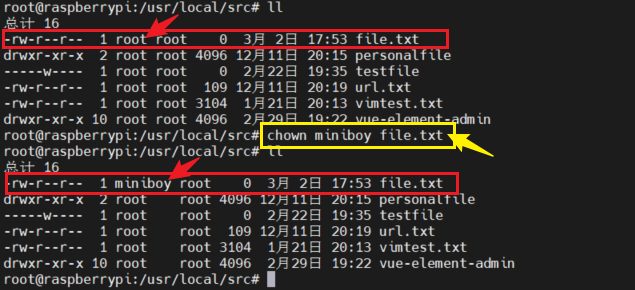 root@raspberrypi:/usr/local/src# ll
总计 16
-rw-r--r-- 1 root root 0 3月 2日 17:53 file.txt
drwxr-xr-x 2 root root 4096 12月11日 20:15 personalfile
-----w---- 1 root root 0 2月22日 19:35 testfile
-rw-r--r-- 1 root root 109 12月11日 20:19 url.txt
-rw-r--r-- 1 root root 3104 1月21日 20:13 vimtest.txt
drwxr-xr-x 10 root root 4096 2月29日 19:22 vue-element-admin
root@raspberrypi:/usr/local/src# chown miniboy file.txt
root@raspberrypi:/usr/local/src# ll
总计 16
-rw-r--r-- 1 miniboy root 0 3月 2日 17:53 file.txt
drwxr-xr-x 2 root root 4096 12月11日 20:15 personalfile
-----w---- 1 root root 0 2月22日 19:35 testfile
-rw-r--r-- 1 root root 109 12月11日 20:19 url.txt
-rw-r--r-- 1 root root 3104 1月21日 20:13 vimtest.txt
drwxr-xr-x 10 root root 4096 2月29日 19:22 vue-element-admin
root@raspberrypi:/usr/local/src#